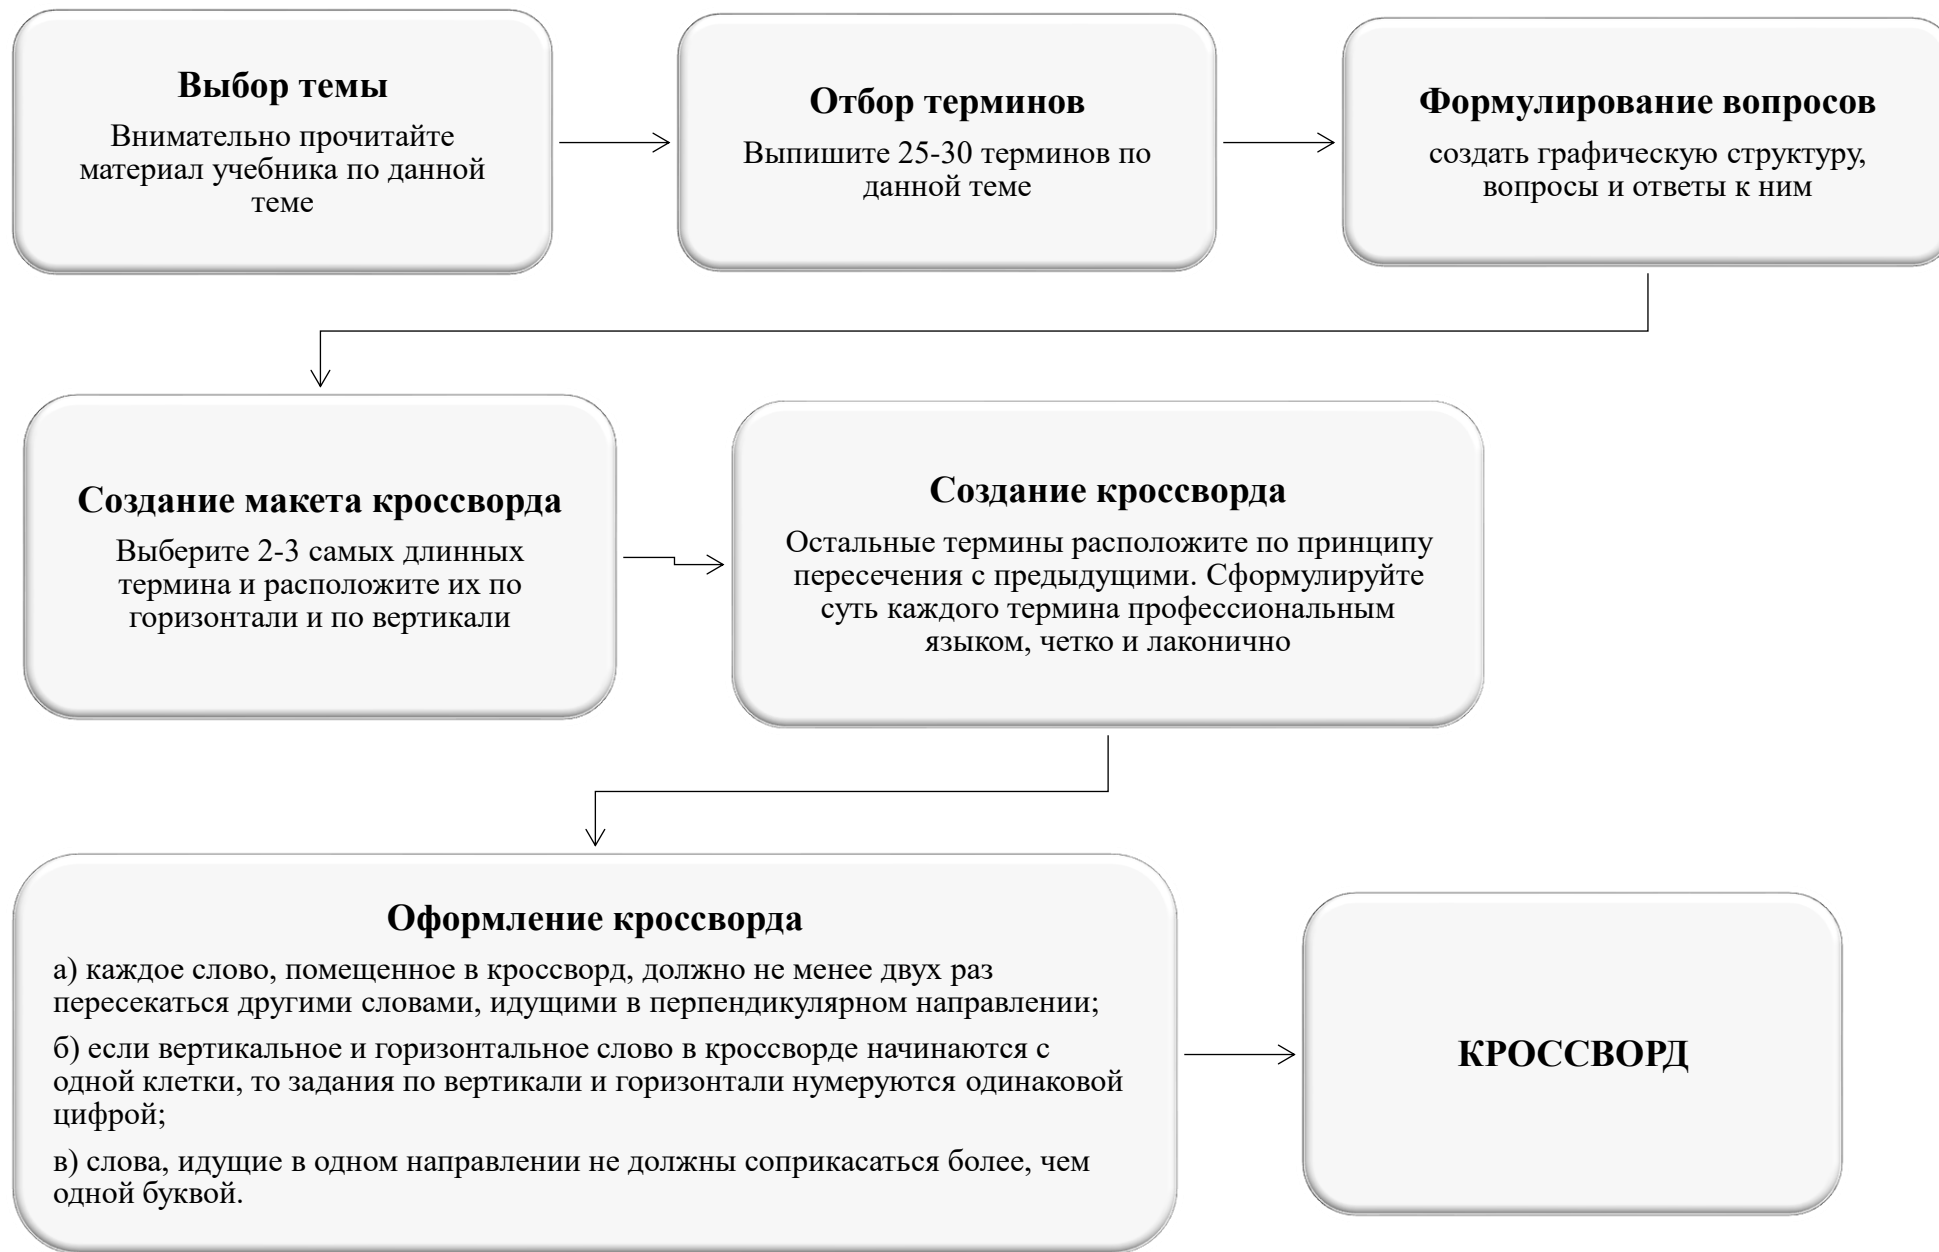 Выбор темы
Внимательно прочитайте
материал учебника по данной
теме
Отбор терминов
Выпишите 25-30 терминов по
данной теме
Формулирование вопросов
создать графическую структуру,
вопросы и ответы к ним
Создание макета кроссворда
Выберите 2-3 самых длинных
термина и расположите их по
горизонтали и по вертикали
Создание кроссворда
Остальные термины расположите по принципу
пересечения с предыдущими. Сформулируйте
суть каждого термина профессиональным
языком, четко и лаконично
Оформление кроссворда
а) каждое слово, помещенное в кроссворд, должно не менее двух раз
пересекаться другими словами, идущими в перпендикулярном направлении;
б) если вертикальное и горизонтальное слово в кроссворде начинаются с
одной клетки, то задания по вертикали и горизонтали нумеруются одинаковой
цифрой;
в) слова, идущие в одном направлении не должны соприкасаться более, чем
одной буквой.
КРОССВОРД